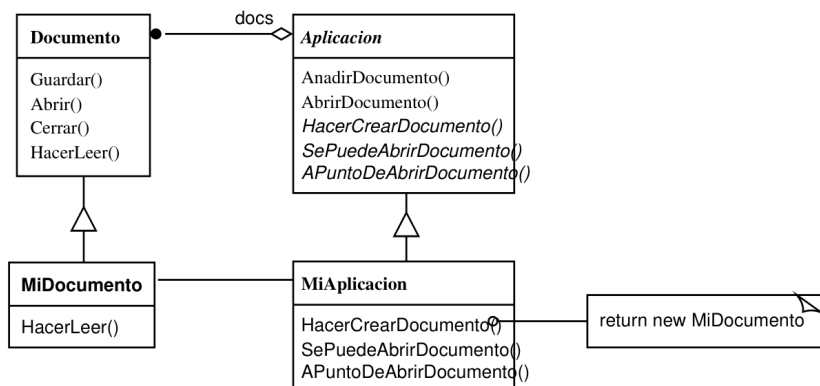 docs
Documento
Guardar()
Abrir()
Cerrar()
HacerLeer()
Aplicacion
AnadirDocumento()
AbrirDocumento()
HacerCrearDocumento()
SePuedeAbrirDocumento()
APuntoDeAbrirDocumento()
MiDocumento
HacerLeer()
MiAplicacion
HacerCrearDocumento()
SePuedeAbrirDocumento()
APuntoDeAbrirDocumento()
return new MiDocumento